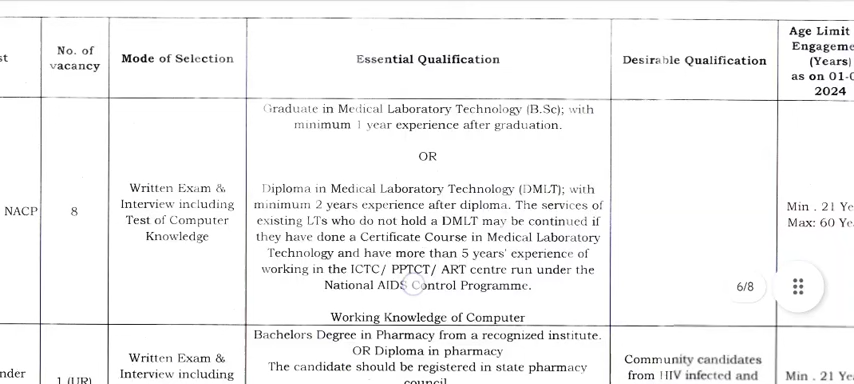 st
No. of
vacancy
Mode of Selection
Essential Qualification
Desirable Qualification
Age Limit
Engageme
(Years)
as on 01-0
2024
NACP
8
Written Exam &
Interview including
Test of Computer
Knowledge
Graduate in Medical Laboratory Technology (B.Sc); with
minimum 1 year experience after graduation.
OR
Diploma in Medical Laboratory Technology (DMLT); with
minimum 2 years experience after diploma. The services of
existing LTs who do not hold a DMLT may be continued if
they have done a Certificate Course in Medical Laboratory
Technology and have more than 5 years' experience of
working in the ICTC/ PPTCT/ ART centre run under the
National AIDS Control Programme.
Working Knowledge of Computer
Min . 21 Ye
Max: 60 Ye
6/8
nder
1 (UR)
Written Exam &
Interview including
Bachelors Degree in Pharmacy from a recognized institute.
OR Diploma in pharmacy
The candidate should be registered in state pharmacy
council
Community candidates
from HIV infected and
Min . 21 Ye